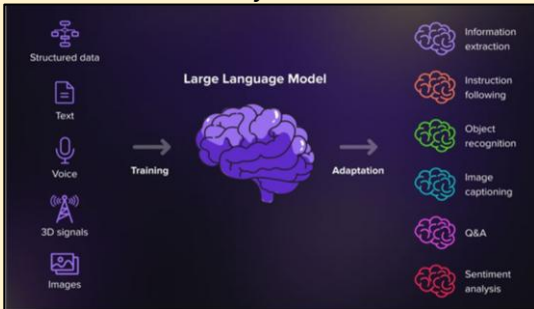 Structured data
Text
Voice
3D signals
Images
Training
Large Language Model
Adaptation
Information
extraction
Instruction
following
Object
recognition
Image
captioning
Q&A
Sentiment
analysis